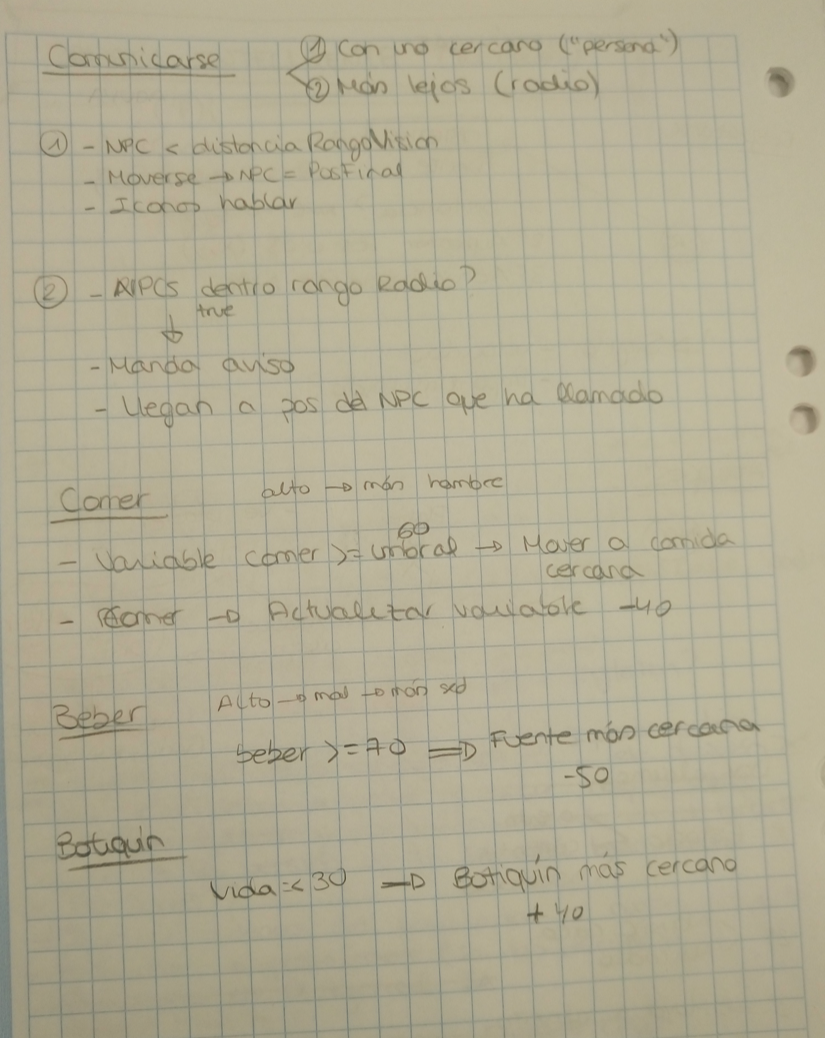 Comunicarse
① Con uno cercano ("persona")
② Más lejos (radio)
① - NPC < distancia RangoVision
- Moverse → NPC = PosFinal
- Iconos hablar
② - NPCs dentro rango Radio?
true
↓
- Manda aviso
- Llegan a pos del NPC que ha llamado
Comer alto → más hambre
60
- Variable comer >= umbral → Mover a comida
cercana
- Comer → Actualizar variable -40
Beber Alto → mal → más sed
beber >= 70 ⇒ Fuente más cercana
-50
Botiquín
Vida =< 30 ⇒ Botiquín más cercano
+40